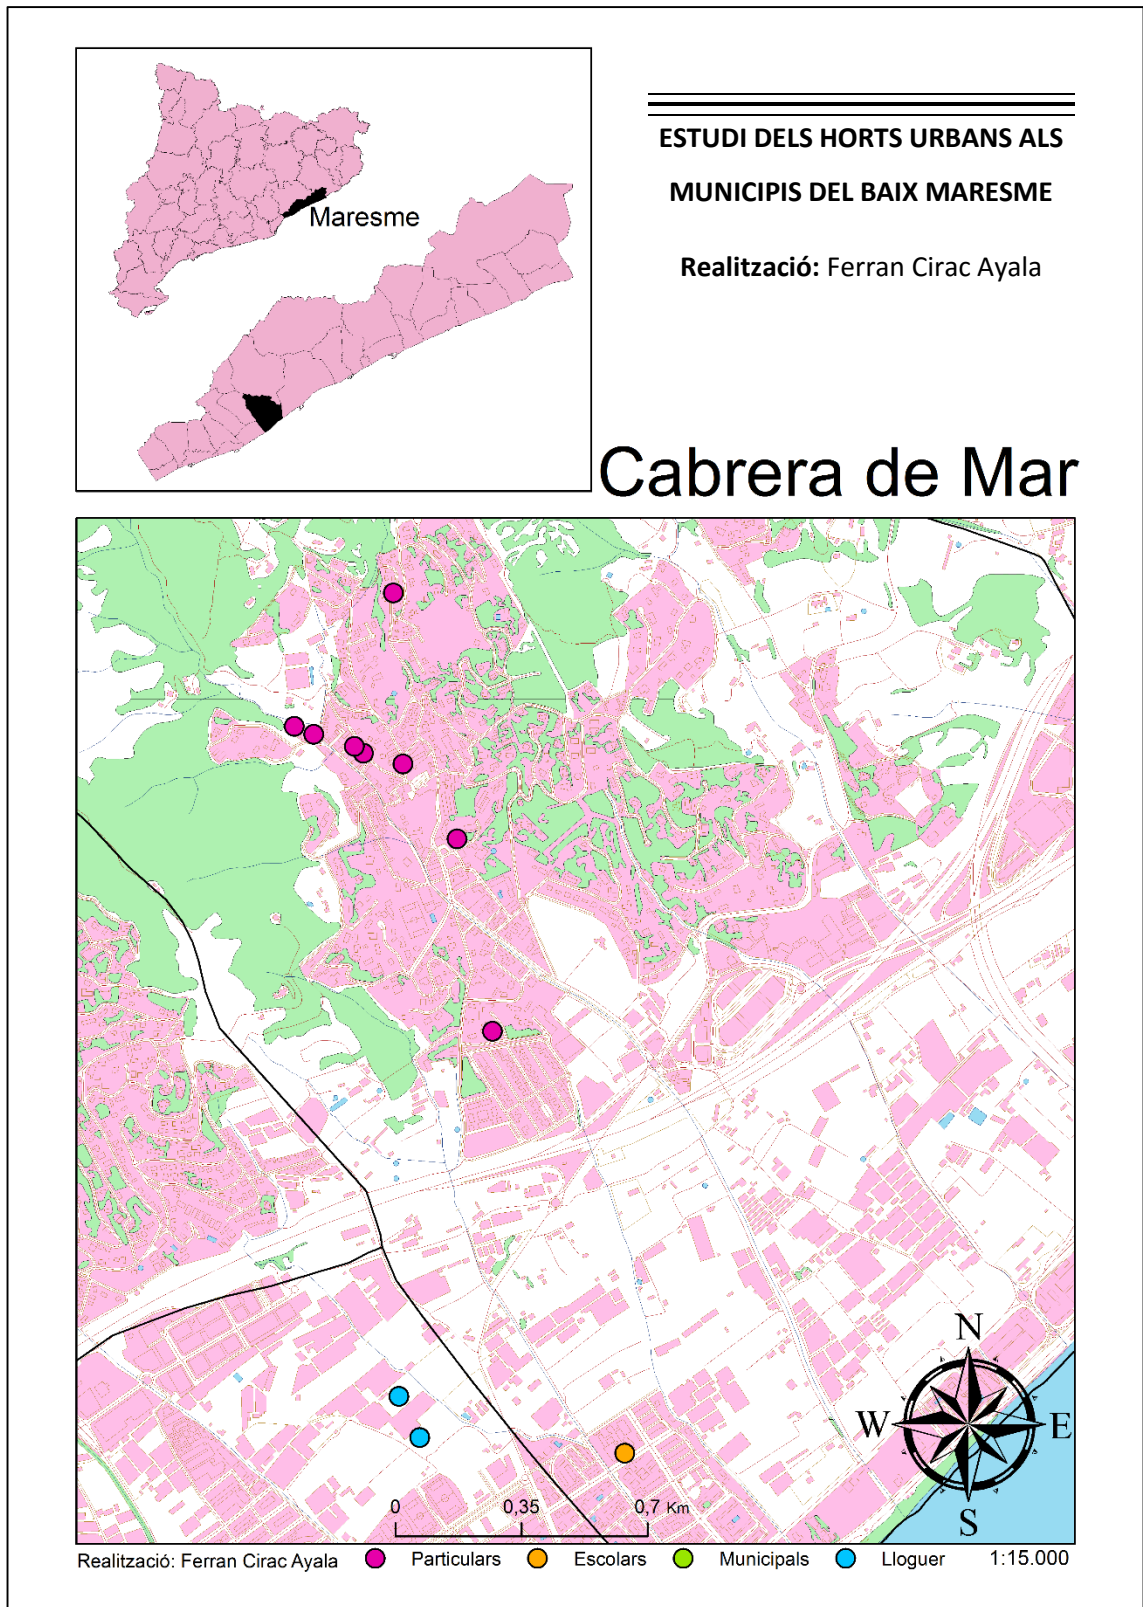 Maresme
ESTUDI DELS HORTS URBANS ALS
MUNICIPIS DEL BAIX MARESME
Realització: Ferran Cirac Ayala
Cabrera de Mar
N
W
E
S
0
0,35
0,7 Km
Realització: Ferran Cirac Ayala
Particulars
Escolars
Municipals
Lloguer
1:15.000